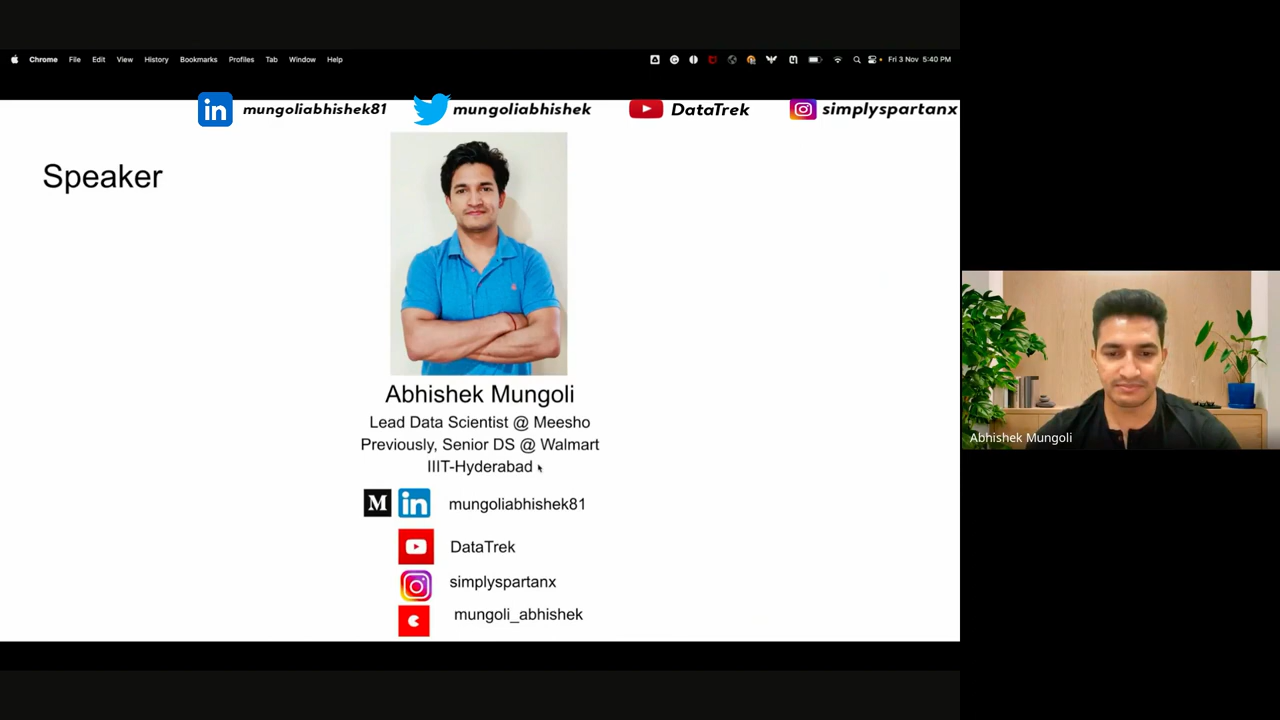 Chrome File Edit View History Bookmarks Profiles Tab Window Help Fri 3 Nov 5:40 PM
in mungoliabhishek81 mungoliabhishek DataTrek simplyspartanx
Speaker
Abhishek Mungoli
Lead Data Scientist @ Meesho
Previously, Senior DS @ Walmart
IIIT-Hyderabad
M in mungoliabhishek81
DataTrek
simplyspartanx
mungoli_abhishek
Abhishek Mungoli